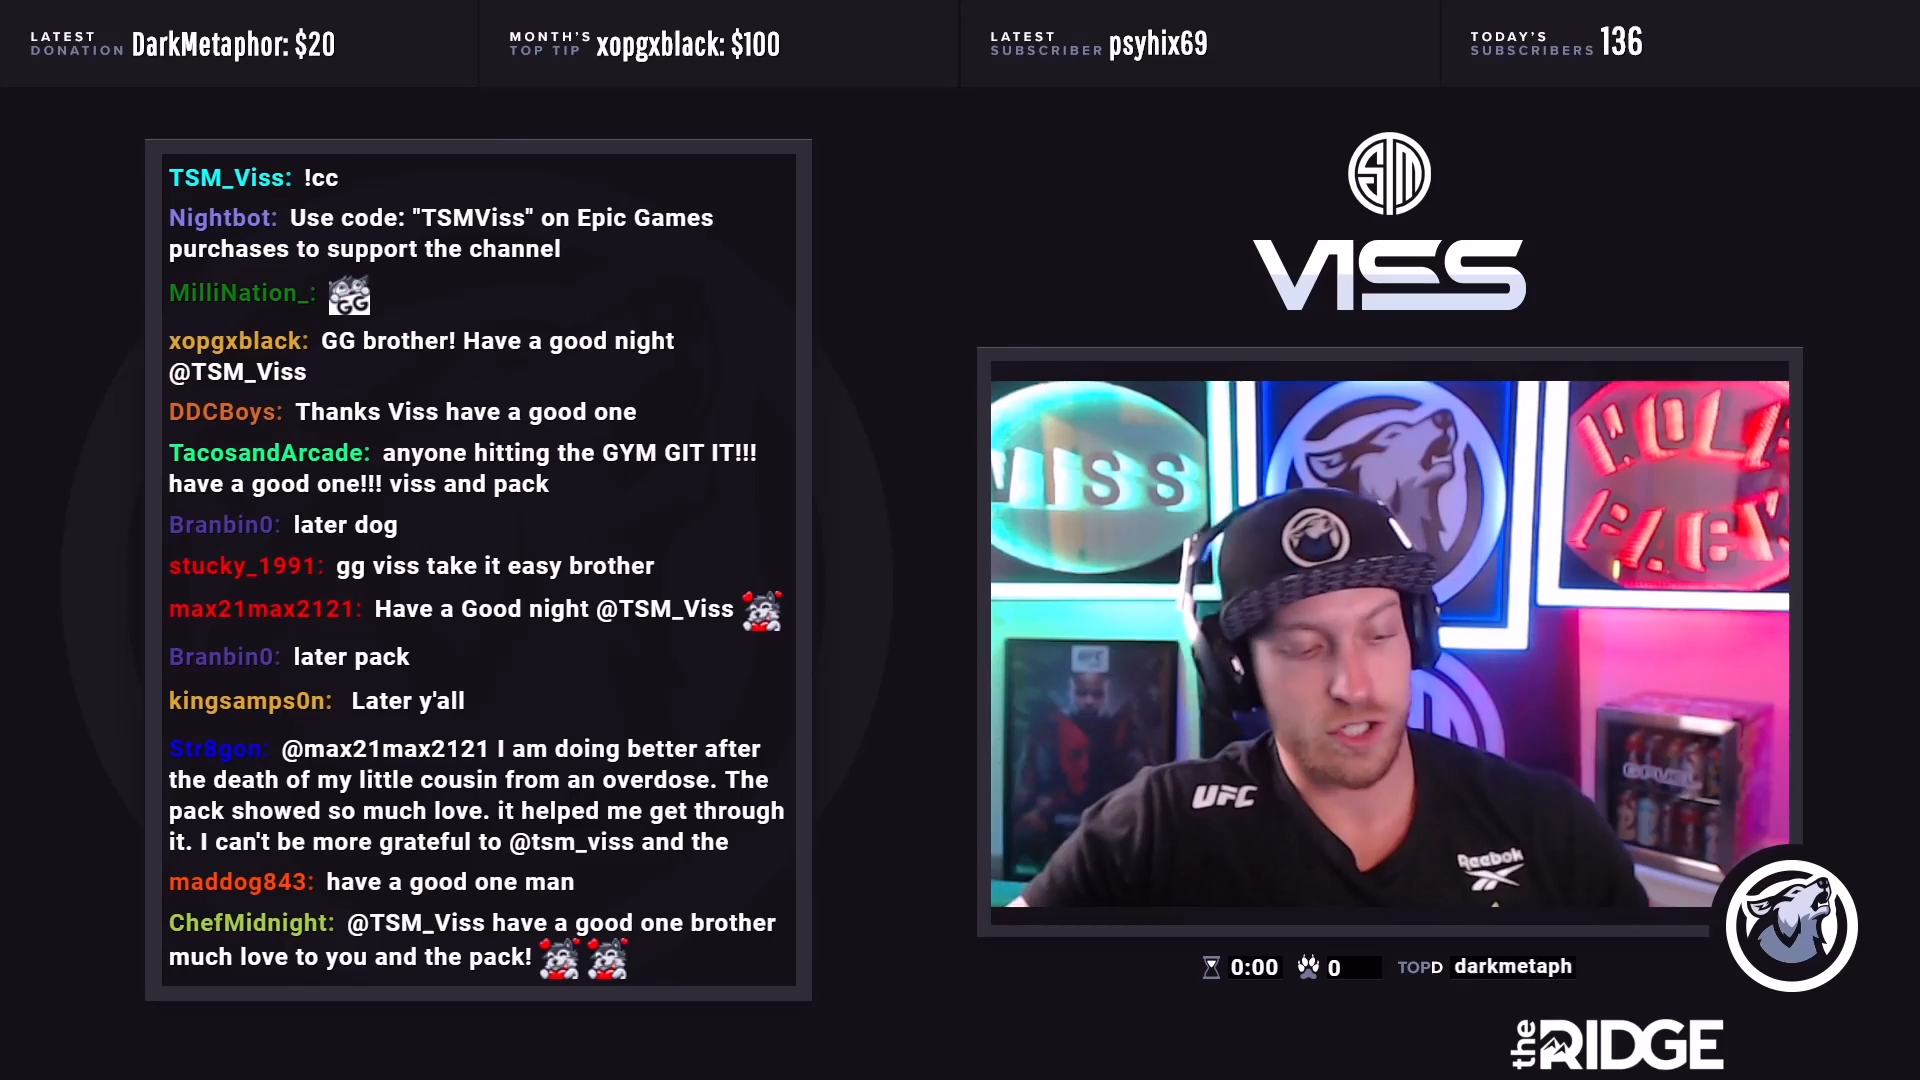 LATEST
DONATION DarkMetaphor: $20
MONTH'S
TOP TIP xopgxblack: $100
LATEST
SUBSCRIBER psyhix69
TODAY'S
SUBSCRIBERS 136
TSM_Viss: !cc
Nightbot: Use code: "TSMViss" on Epic Games
purchases to support the channel
MilliNation_: GG
xopgxblack: GG brother! Have a good night
@TSM_Viss
DDCBoys: Thanks Viss have a good one
TacosandArcade: anyone hitting the GYM GIT IT!!!
have a good one!!! viss and pack
Branbin0: later dog
stucky_1991: gg viss take it easy brother
max21max2121: Have a Good night @TSM_Viss
Branbin0: later pack
kingsamps0n: Later y'all
Str8gon: @max21max2121 I am doing better after
the death of my little cousin from an overdose. The
pack showed so much love. it helped me get through
it. I can't be more grateful to @tsm_viss and the
maddog843: have a good one man
ChefMidnight: @TSM_Viss have a good one brother
much love to you and the pack!
TSM
VISS
VISS
WOLF
PACK
UFC
UFC
Reebok
0:00
0
TOPD darkmetaph
the RIDGE